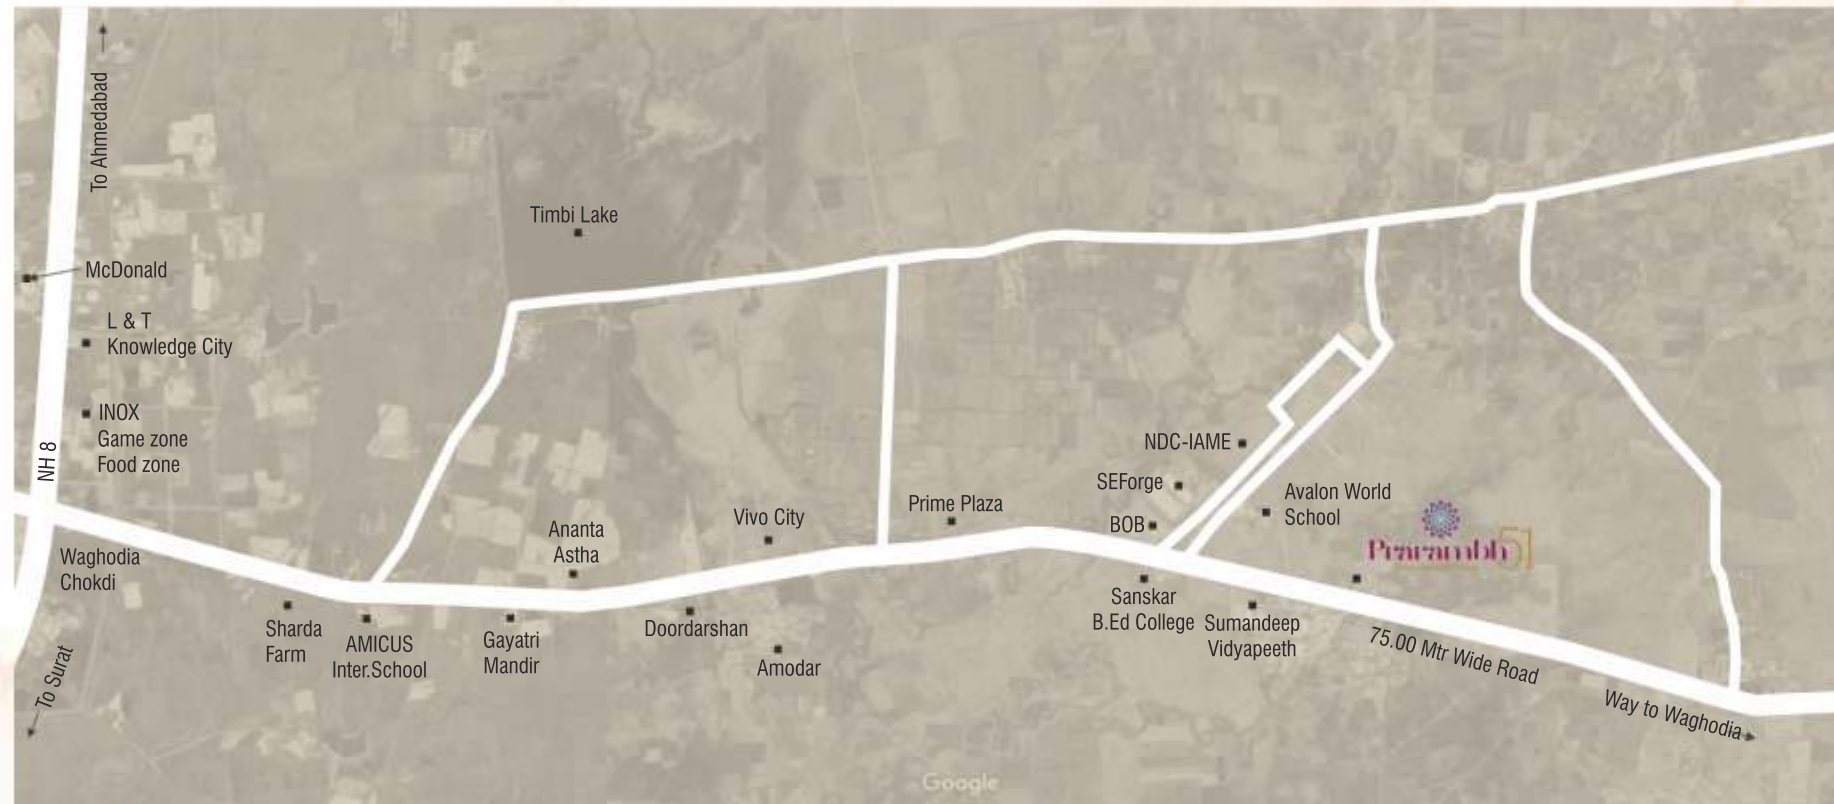 To Ahmedabad
Timbi Lake
McDonald
L & T
Knowledge City
INOX
Game zone
Food zone
NH 8
Waghodia
Chokdi
To Surat
Sharda
Farm
AMICUS
Inter.School
Gayatri
Mandir
Ananta
Astha
Doordarshan
Vivo City
Amodar
Prime Plaza
NDC-IAME
SEForge
BOB
Avalon World
School
Prarambh
Sanskar
B.Ed College
Sumandeep
Vidyapeeth
75.00 Mtr Wide Road
Way to Waghodia
Google